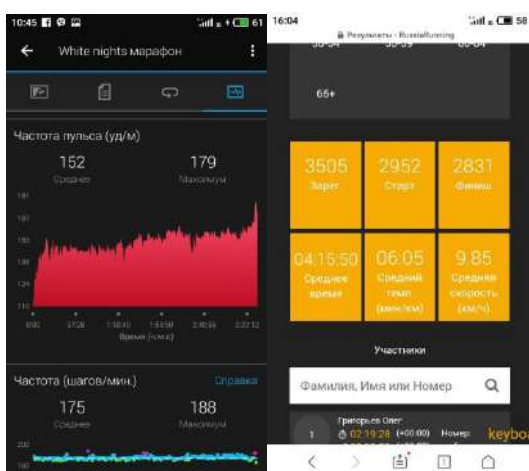 10:45
61
White nights марафон
Частота пульса (уд/м)
152
179
Среднее
Максимум
Время (ч:м:с)
Частота (шагов/мин.)
Справка
175
188
Среднее
Максимум
200
16:04
58
Результаты - RussiaRunning
65+
3505
2952
2831
Зарег
Старт
Финиш
04:15:50
06:05
9.85
Среднее время
Средний темп (мин/км)
Средняя скорость (км/ч)
Участники
Фамилия, Имя или Номер
1
Григорьев Олег
02:19:28 (+00:00)
Номер:
keybo